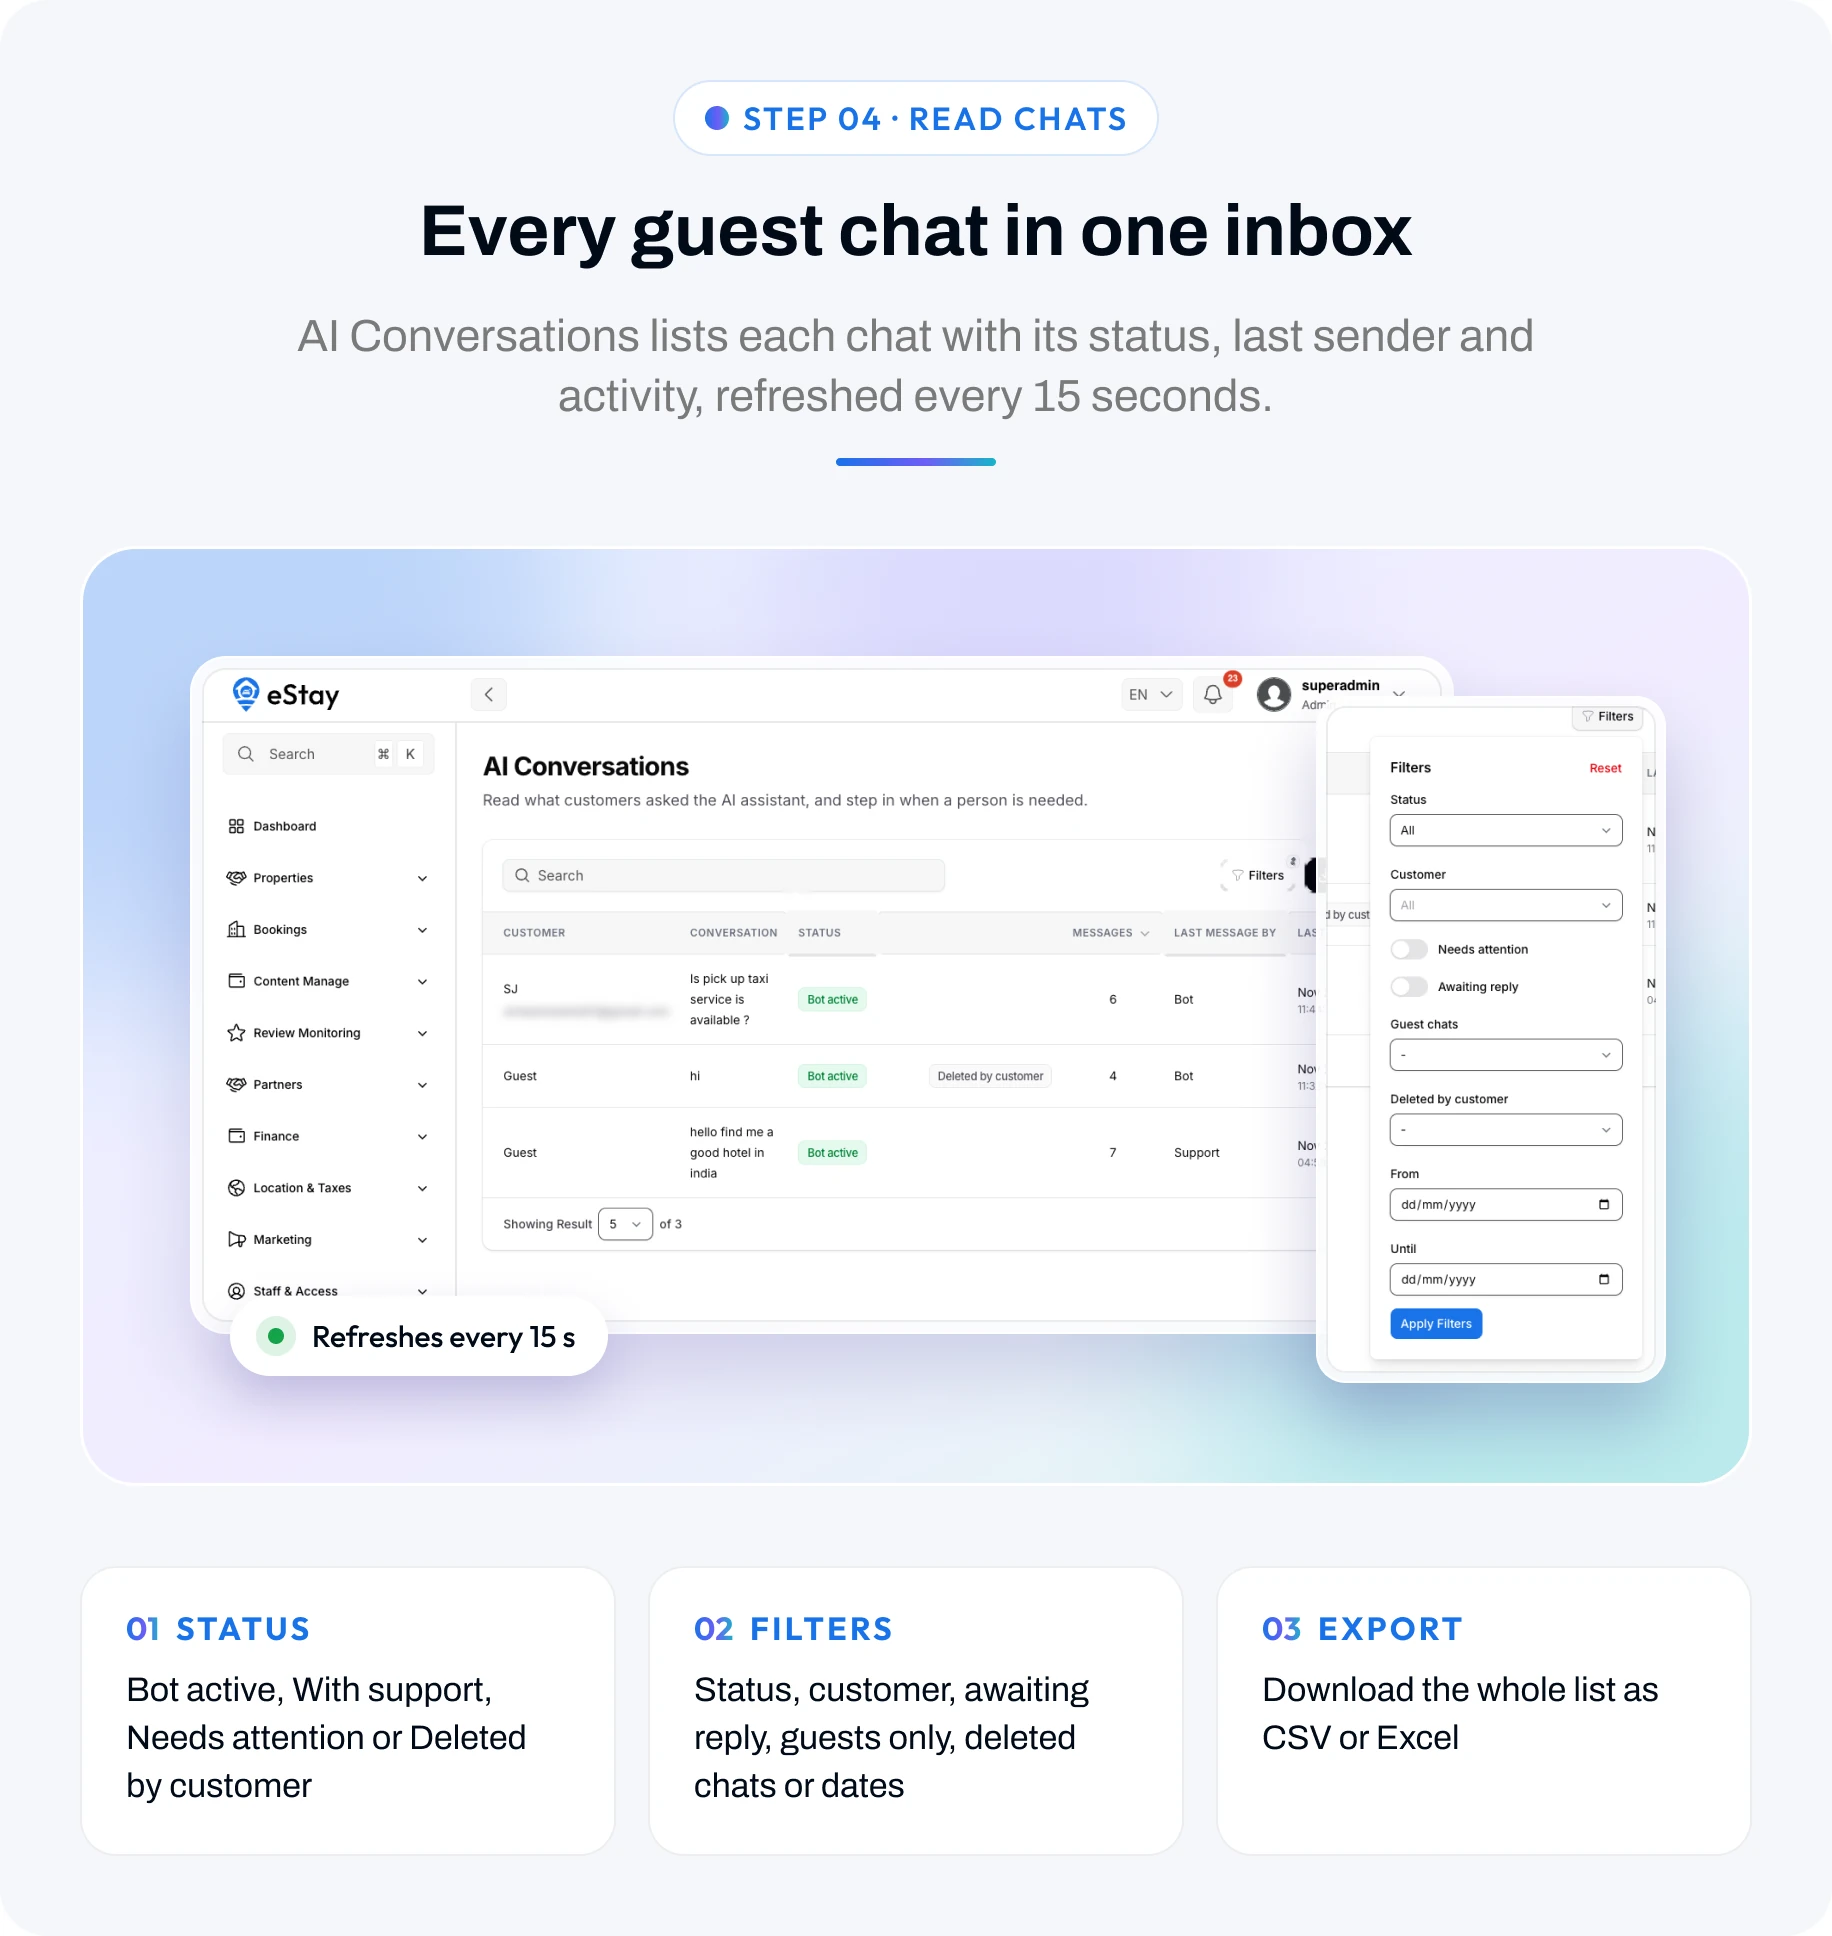 STEP 04 · READ CHATS
Every guest chat in one inbox
AI Conversations lists each chat with its status, last sender and
activity, refreshed every 15 seconds.
eStay
EN
23
superadmin
Search
⌘ K
Dashboard
Properties
Bookings
Content Manage
Review Monitoring
Partners
Finance
Location & Taxes
Marketing
Staff & Access
AI Conversations
Read what customers asked the AI assistant, and step in when a person is needed.
Search
Filters
CUSTOMER CONVERSATION STATUS MESSAGES LAST MESSAGE BY
SJ
Is pick up taxi
service is
available ?
Bot active
6
Bot
Guest
hi
Bot active
Deleted by customer
4
Bot
Guest
hello find me a
good hotel in
india
Bot active
7
Support
Showing Result 5 of 3
Refreshes every 15 s
Filters
Filters
Reset
Status
All
Customer
All
Needs attention
Awaiting reply
Guest chats
-
Deleted by customer
-
From
dd/mm/yyyy
Until
dd/mm/yyyy
Apply Filters
01 STATUS
Bot active, With support,
Needs attention or Deleted
by customer
02 FILTERS
Status, customer, awaiting
reply, guests only, deleted
chats or dates
03 EXPORT
Download the whole list as
CSV or Excel